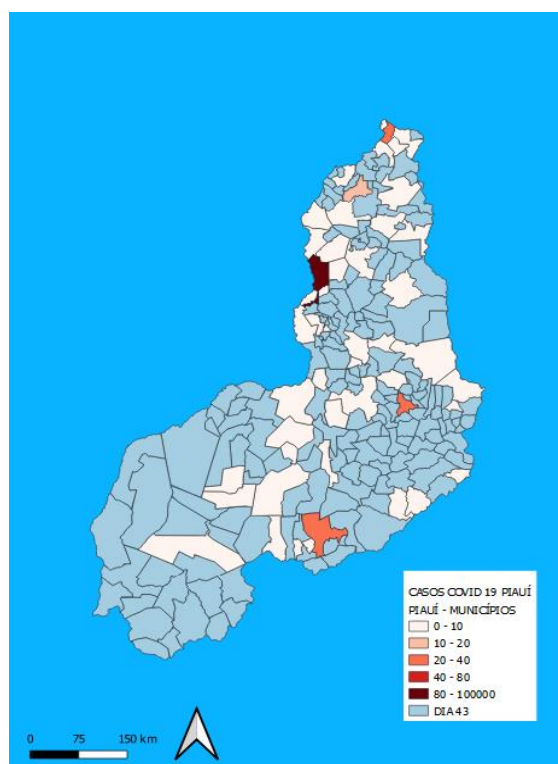 CASOS COVID 19 PIAUÍ
PIAUÍ - MUNICÍPIOS
0 - 10
10 - 20
20 - 40
40 - 80
80 - 100000
DIA 43
0 75 150 km